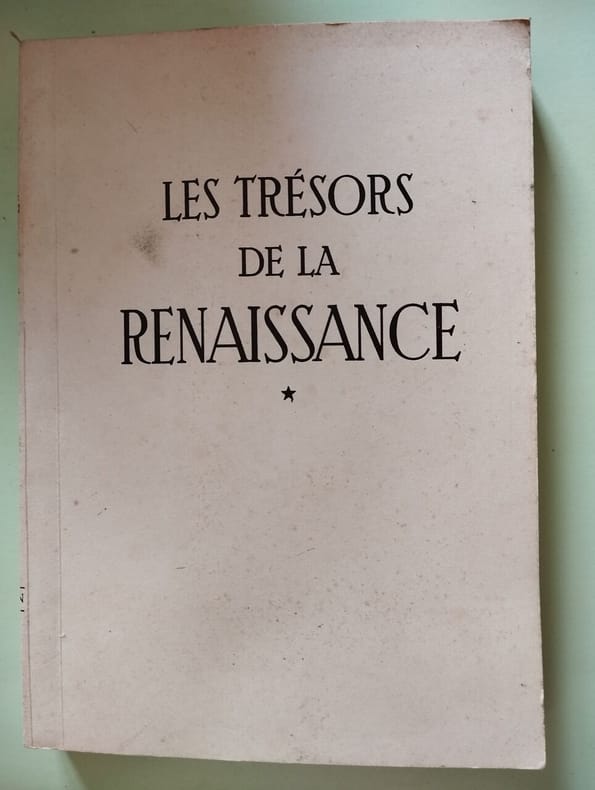 LES TRÉSORS
DE LA
RENAISSANCE
★